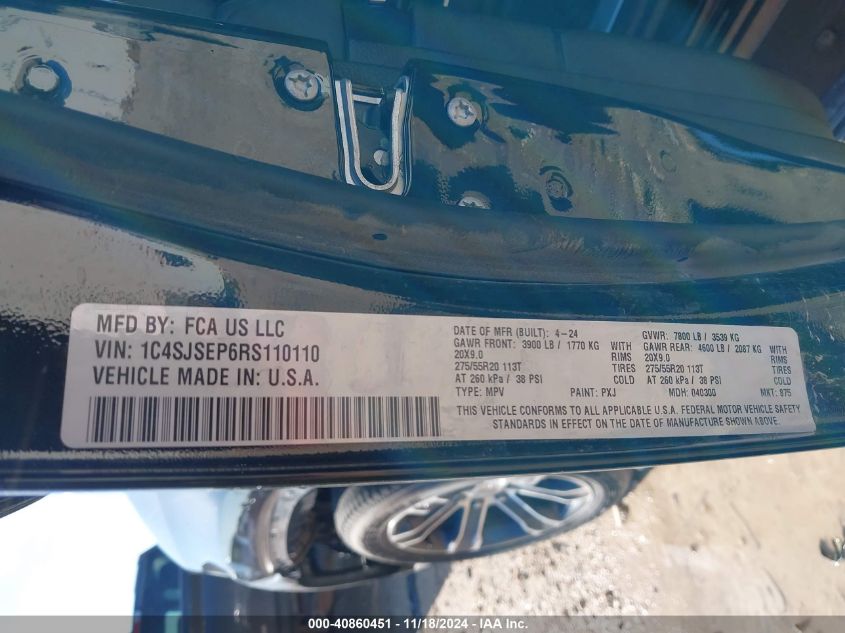 MFD BY: FCA US LLC
VIN: 1C4SJSEP6RS110110
VEHICLE MADE IN: U.S.A.
DATE OF MFR (BUILT): 4-24 GVWR: 7800 LB / 3539 KG
GAWR FRONT: 3900 LB / 1770 KG WITH GAWR REAR: 4600 LB / 2087 KG WITH
20X9.0 RIMS 20X9.0 RIMS
275/55R20 113T TIRES 275/55R20 113T TIRES
AT 260 kPa / 38 PSI COLD AT 260 kPa / 38 PSI COLD
TYPE: MPV PAINT: PXJ MDH: 040300 MKT: 975
THIS VEHICLE CONFORMS TO ALL APPLICABLE U.S.A. FEDERAL MOTOR VEHICLE SAFETY
STANDARDS IN EFFECT ON THE DATE OF MANUFACTURE SHOWN ABOVE.
000-40860451 - 11/18/2024 - IAA Inc.